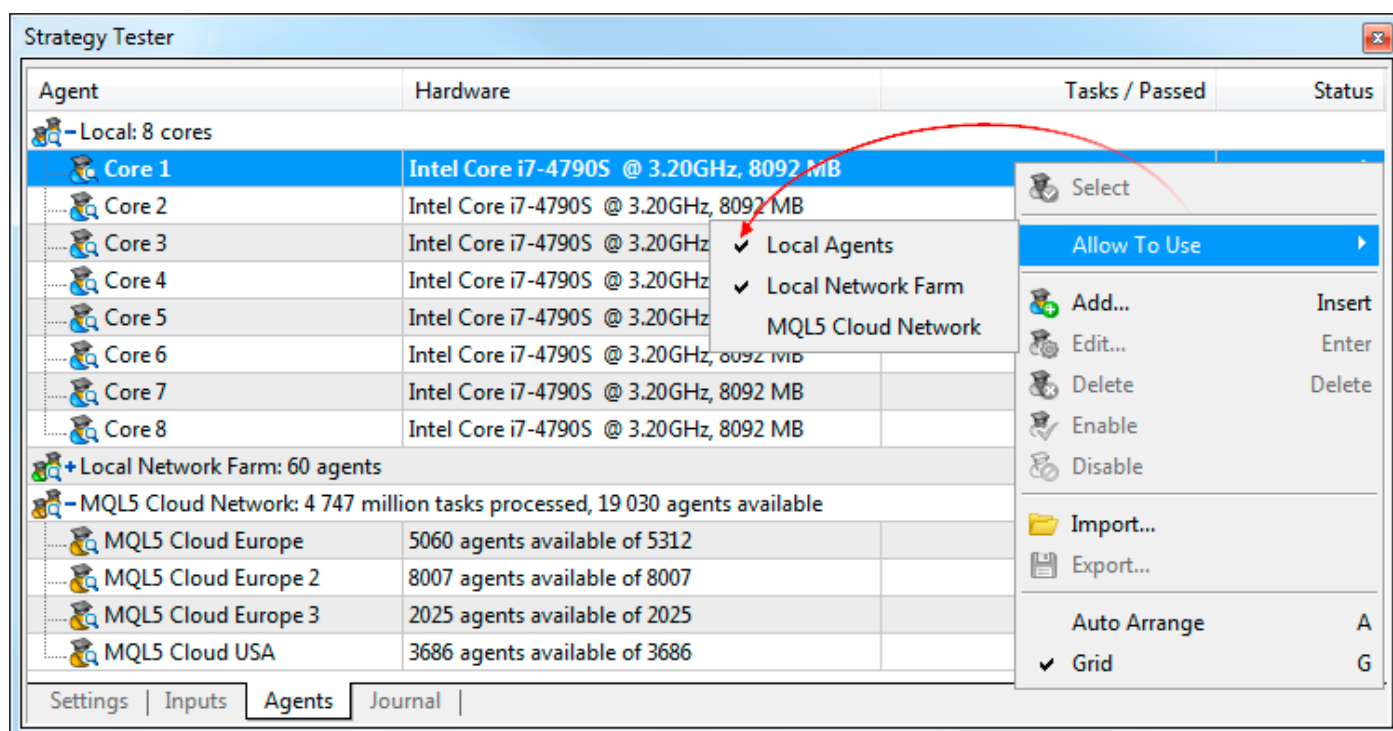 Strategy Tester
Agent Hardware Tasks / Passed Status
Local: 8 cores
Core 1 Intel Core i7-4790S @ 3.20GHz, 8092 MB
Core 2 Intel Core i7-4790S @ 3.20GHz, 8092 MB
Core 3 Intel Core i7-4790S @ 3.20GHz
Core 4 Intel Core i7-4790S @ 3.20GHz
Core 5 Intel Core i7-4790S @ 3.20GHz
Core 6 Intel Core i7-4790S @ 3.20GHz, 8092 MB
Core 7 Intel Core i7-4790S @ 3.20GHz, 8092 MB
Core 8 Intel Core i7-4790S @ 3.20GHz, 8092 MB
Local Network Farm: 60 agents
MQL5 Cloud Network: 4 747 million tasks processed, 19 030 agents available
MQL5 Cloud Europe 5060 agents available of 5312
MQL5 Cloud Europe 2 8007 agents available of 8007
MQL5 Cloud Europe 3 2025 agents available of 2025
MQL5 Cloud USA 3686 agents available of 3686
Local Agents
Local Network Farm
MQL5 Cloud Network
Select
Allow To Use
Add... Insert
Edit... Enter
Delete Delete
Enable
Disable
Import...
Export...
Auto Arrange A
Grid G
Settings | Inputs Agents Journal |